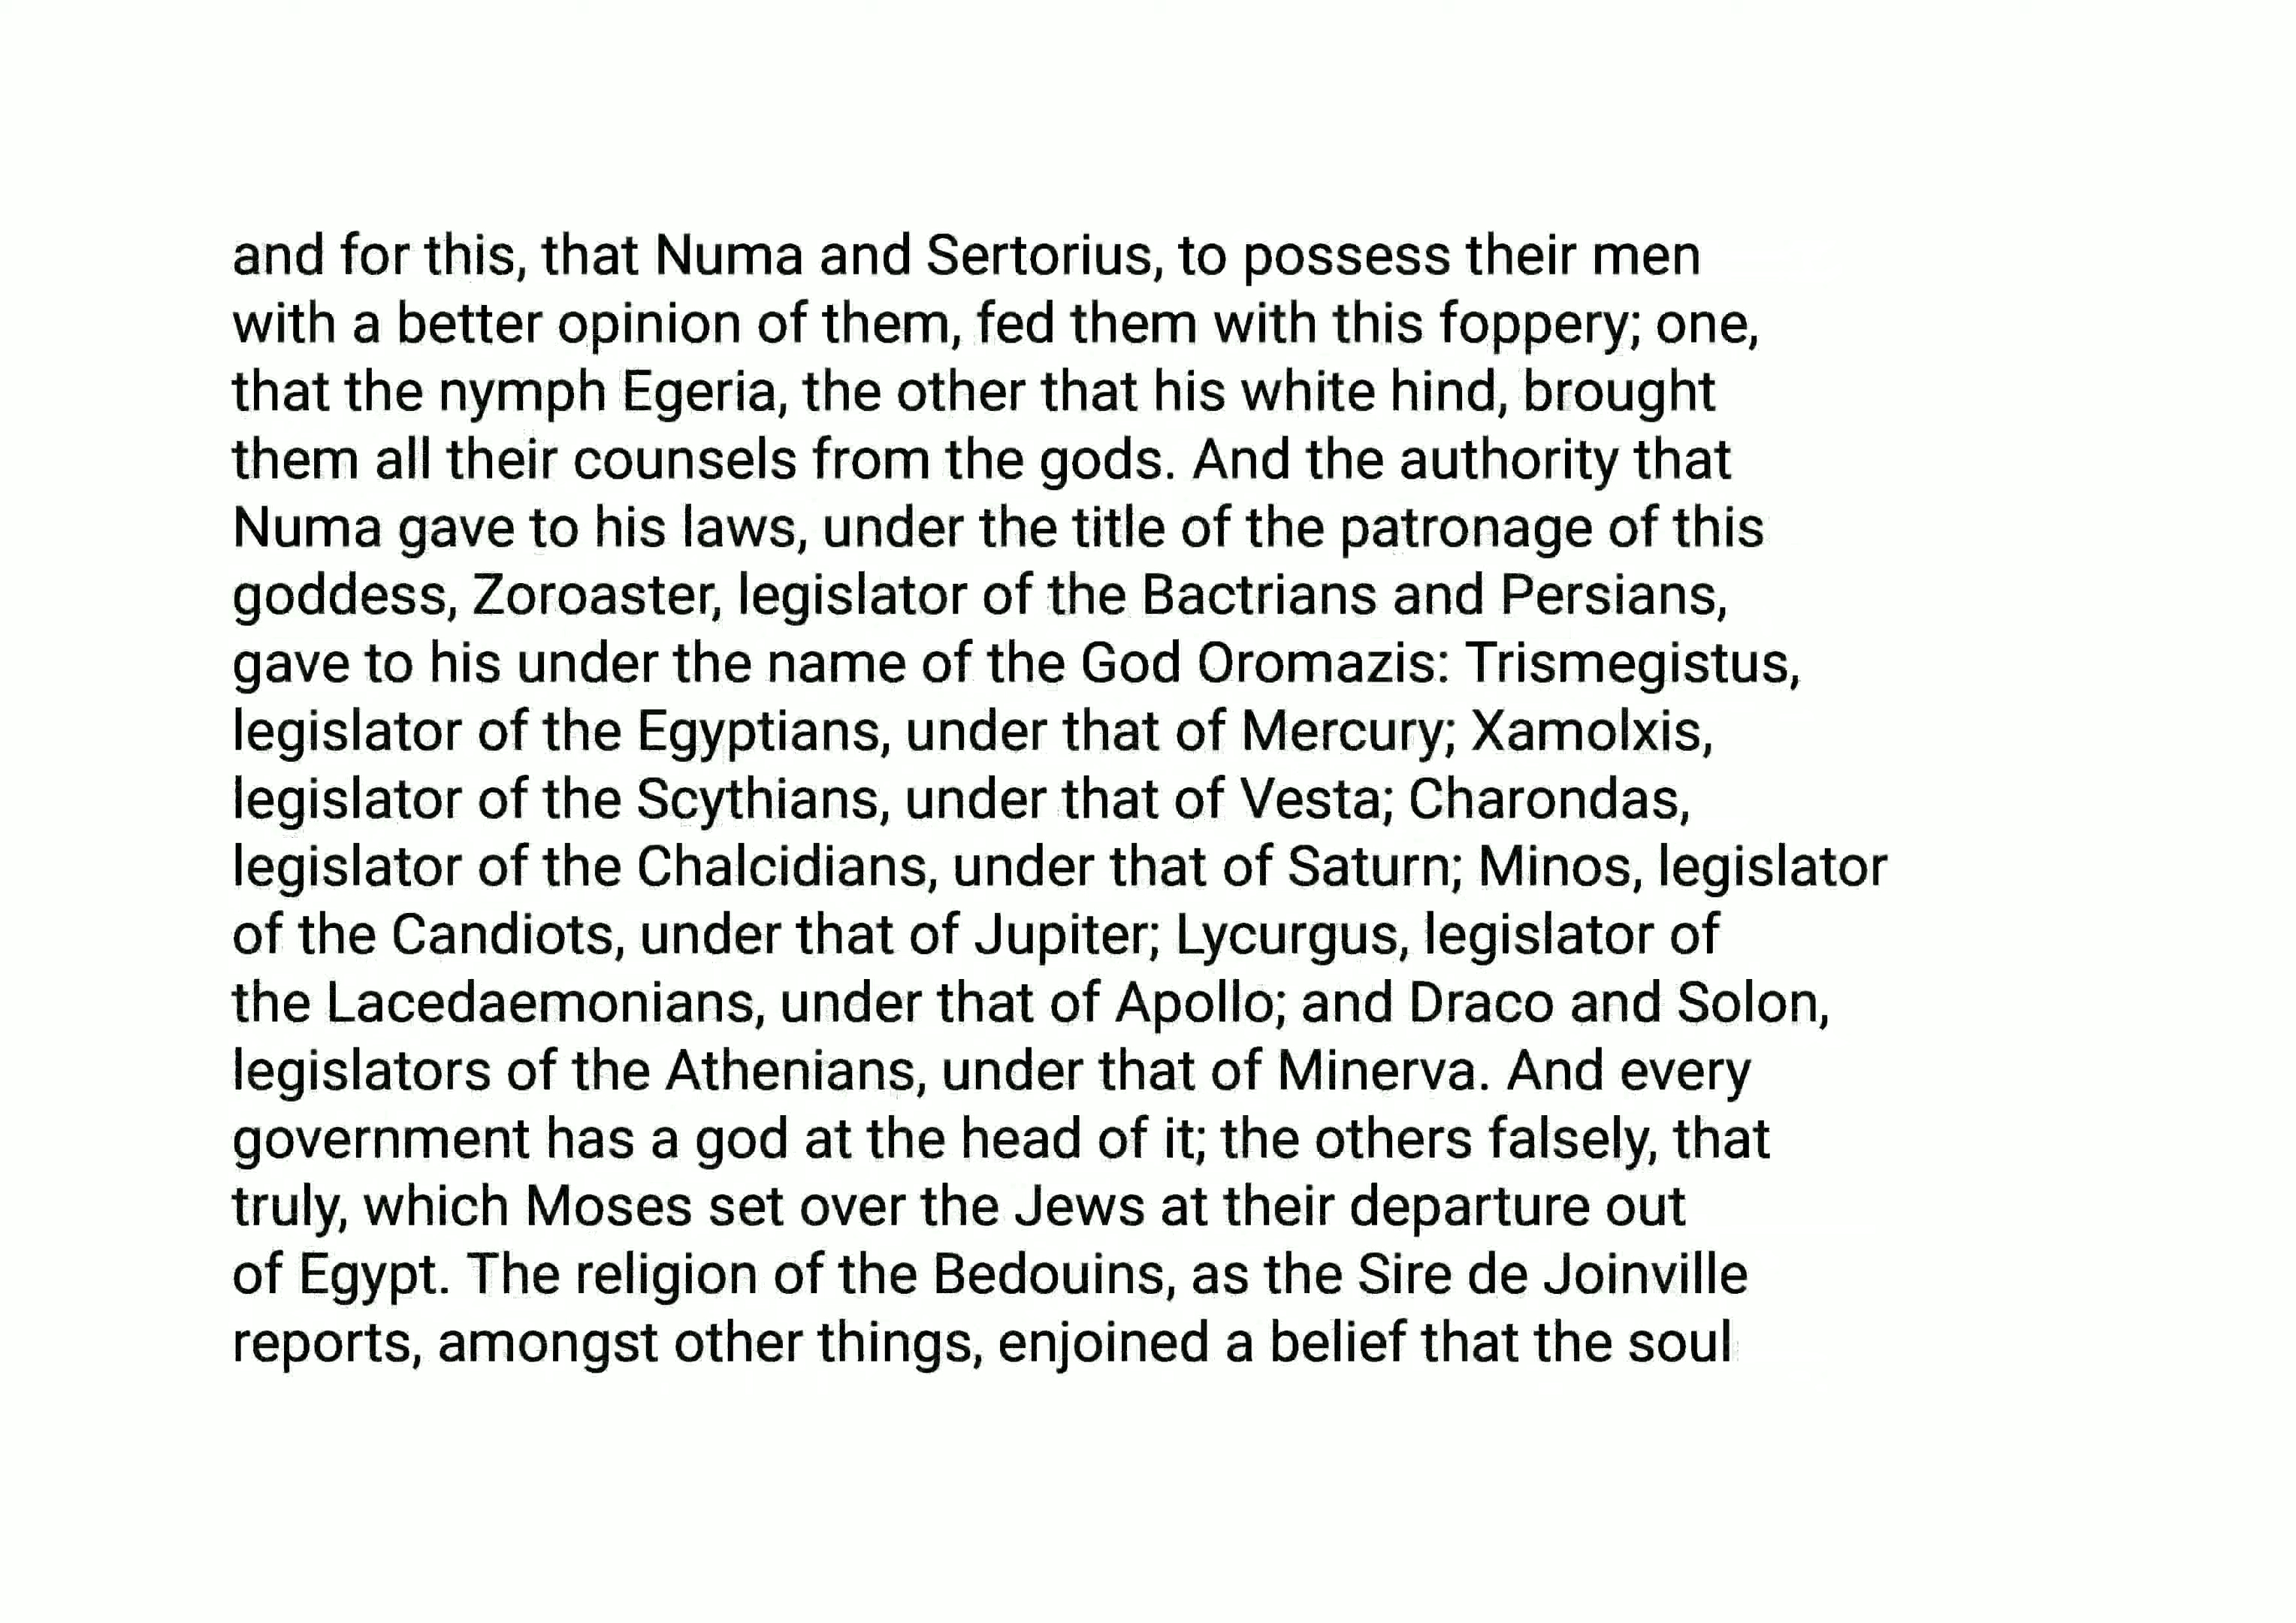 and for this, that Numa and Sertorius, to possess their men
with a better opinion of them, fed them with this foppery; one,
that the nymph Egeria, the other that his white hind, brought
them all their counsels from the gods. And the authority that
Numa gave to his laws, under the title of the patronage of this
goddess, Zoroaster, legislator of the Bactrians and Persians,
gave to his under the name of the God Oromazis: Trismegistus,
legislator of the Egyptians, under that of Mercury; Xamolxis,
legislator of the Scythians, under that of Vesta; Charondas,
legislator of the Chalcidians, under that of Saturn; Minos, legislator
of the Candiots, under that of Jupiter; Lycurgus, legislator of
the Lacedaemonians, under that of Apollo; and Draco and Solon,
legislators of the Athenians, under that of Minerva. And every
government has a god at the head of it; the others falsely, that
truly, which Moses set over the Jews at their departure out
of Egypt. The religion of the Bedouins, as the Sire de Joinville
reports, amongst other things, enjoined a belief that the soul